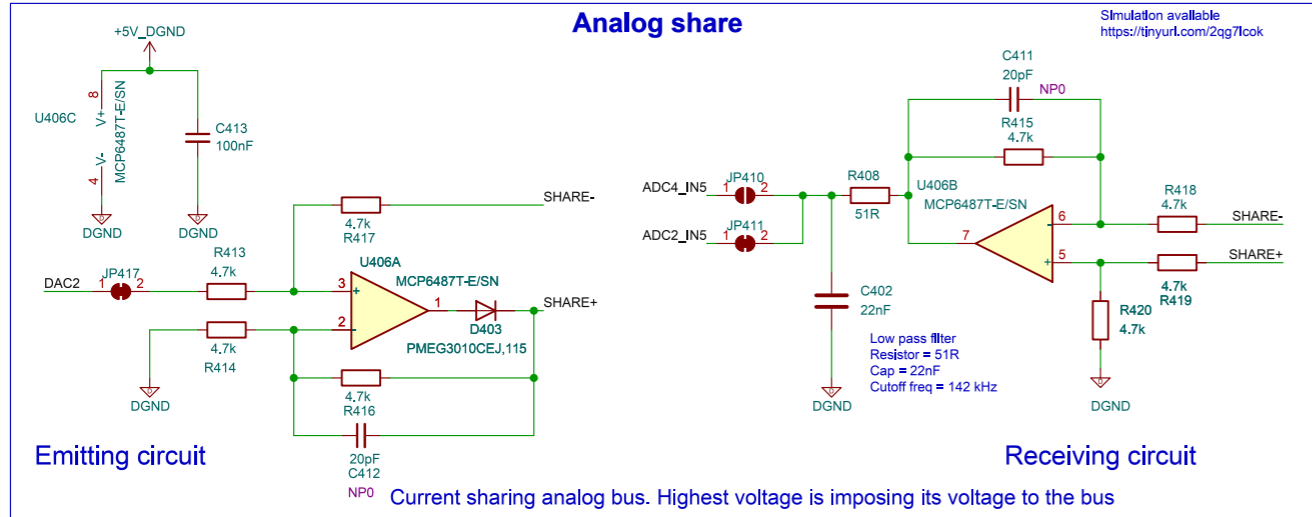 Analog share
Simulation available
https://tinyurl.com/2qg7lcok
+5V_DGND
8
V+
U406C
MCP6487T-E/SN
V-
4
C413
100nF
DGND
DGND
4.7k
R417
SHARE-
R413
4.7k
DAC2
JP417
1 2
U406A
MCP6487T-E/SN
3
+
2
-
1
D403
PMEG3010CEJ,115
SHARE+
4.7k
R414
DGND
4.7k
R416
20pF
C412
NP0
Emitting circuit
C411
20pF
NP0
R415
4.7k
ADC4_IN5
JP410
1 2
ADC2_IN5
JP411
1 2
R408
51R
U406B
MCP6487T-E/SN
7
6
-
5
+
R418
4.7k
SHARE-
SHARE+
4.7k
R419
R420
4.7k
C402
22nF
DGND
DGND
Low pass filter
Resistor = 51R
Cap = 22nF
Cutoff freq = 142 kHz
Receiving circuit
Current sharing analog bus. Highest voltage is imposing its voltage to the bus